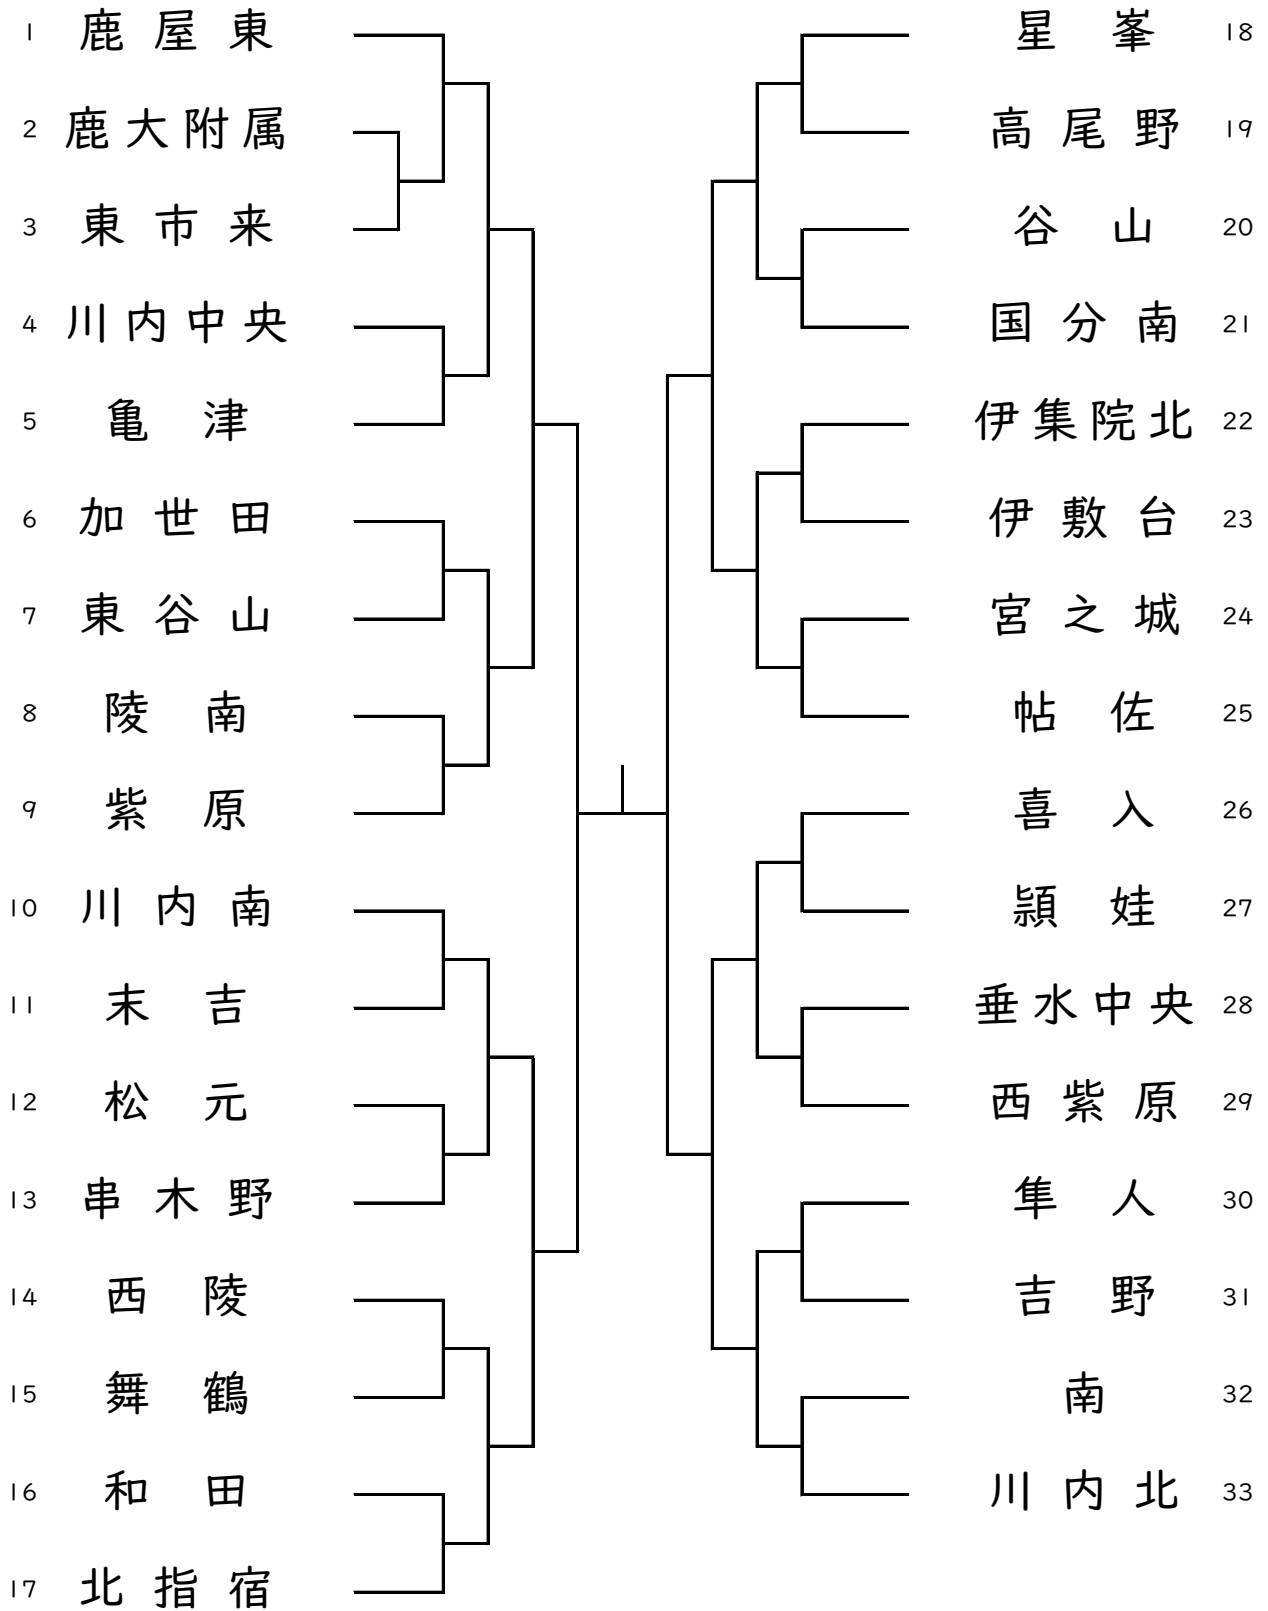 1 鹿屋東
2 鹿大附属
3 東市来
4 川内中央
5 亀津
6 加世田
7 東谷山
8 陵南
9 紫原
10 川内南
11 末吉
12 松元
13 串木野
14 西陵
15 舞鶴
16 和田
17 北指宿
星峯 18
高尾野 19
谷山 20
国分南 21
伊集院北 22
伊敷台 23
宮之城 24
帖佐 25
喜入 26
頴娃 27
垂水中央 28
西紫原 29
隼人 30
吉野 31
南 32
川内北 33